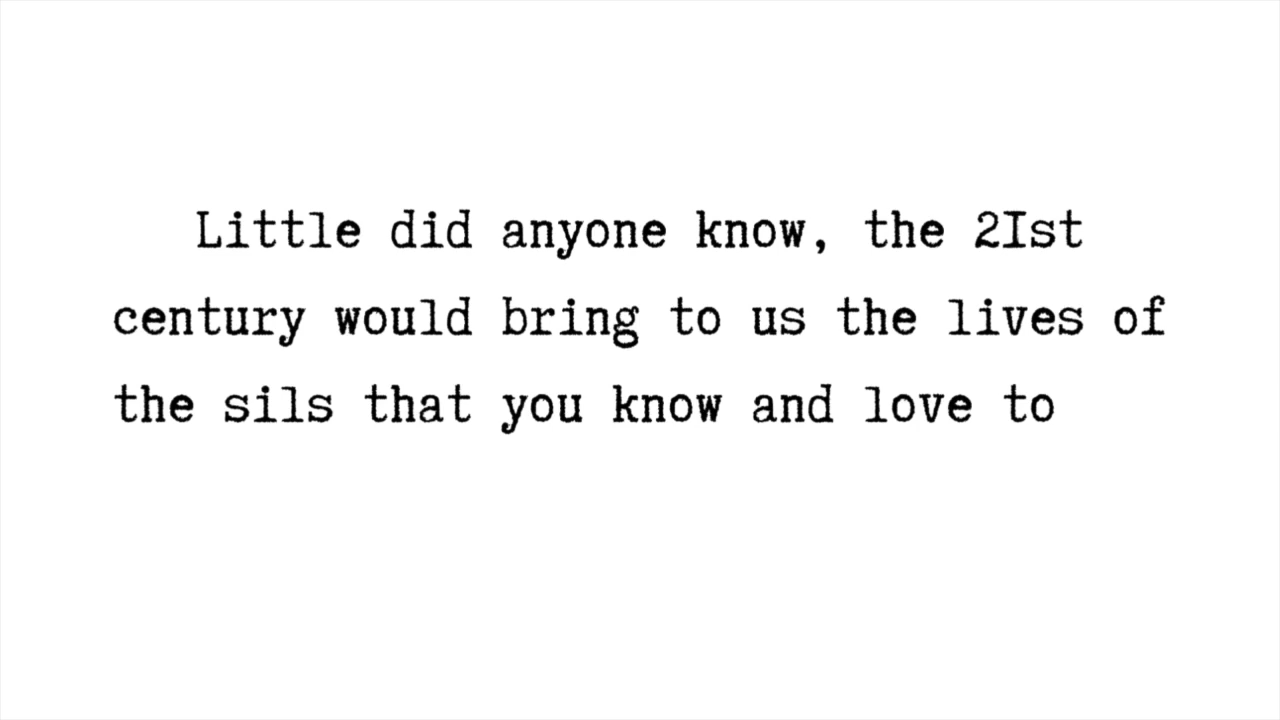 Little did anyone know, the 2Ist
century would bring to us the lives of
the sils that you know and love to